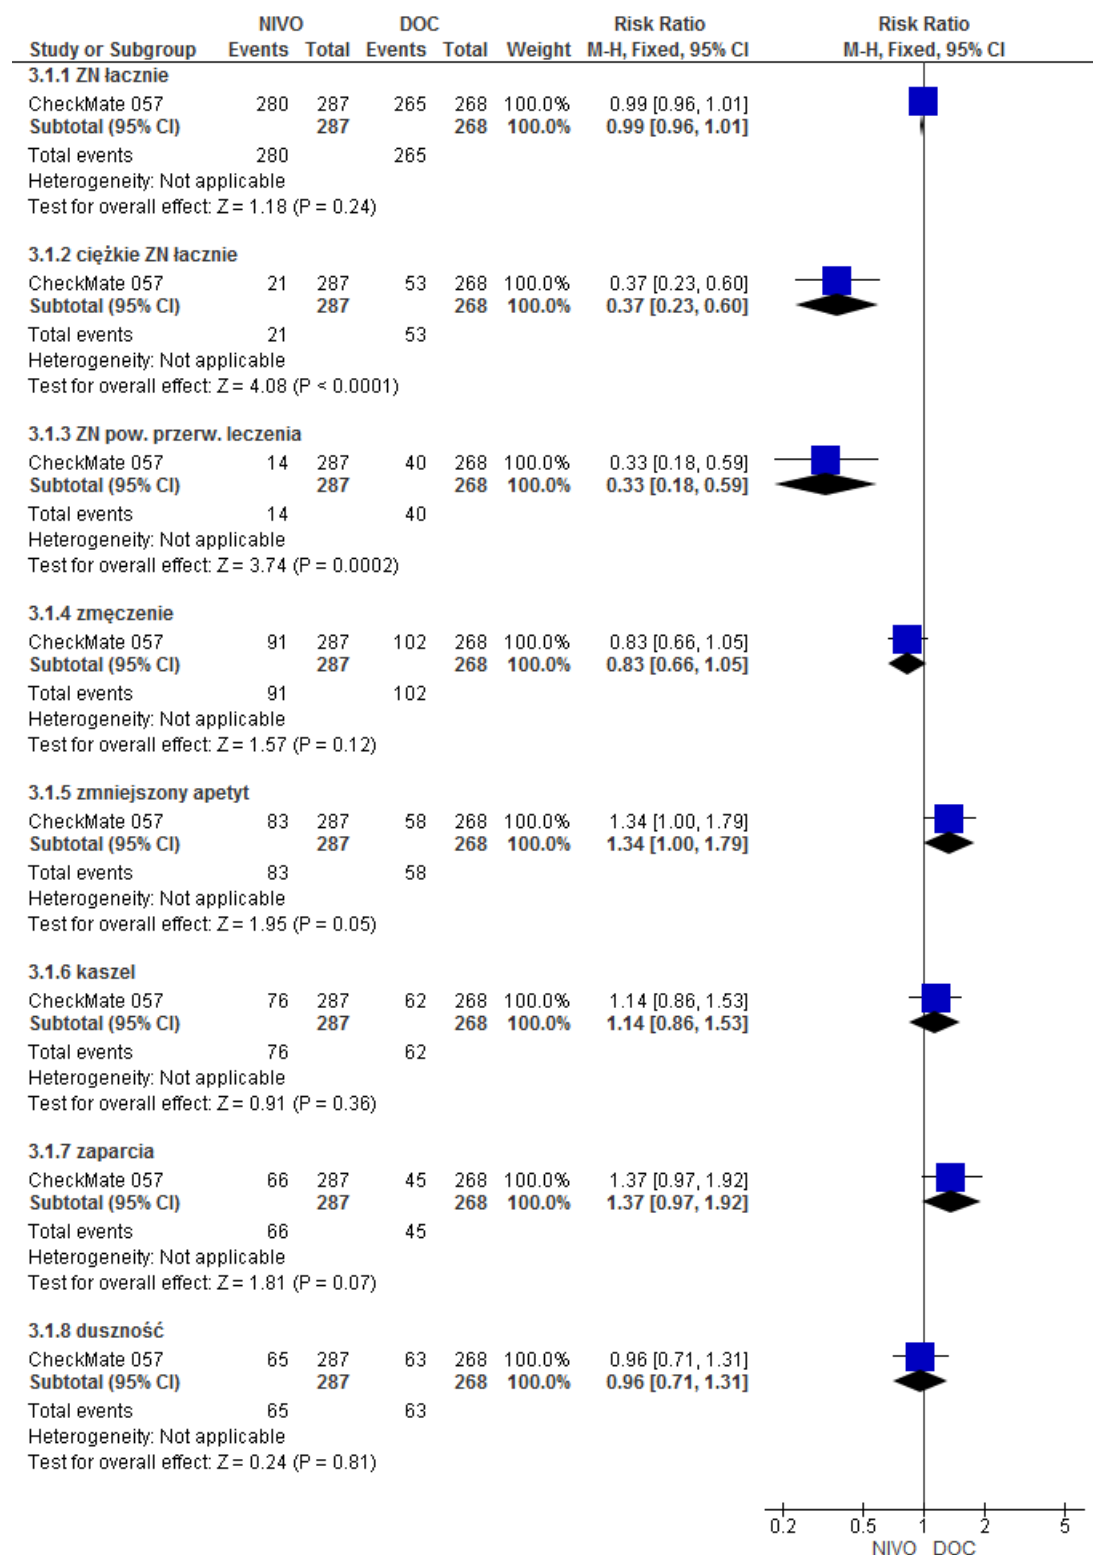 NIVO DOC Risk Ratio Risk Ratio
Study or Subgroup Events Total Events Total Weight M-H, Fixed, 95% CI M-H, Fixed, 95% CI
3.1.1 ZN łacznie
CheckMate 057 280 287 265 268 100.0% 0.99 [0.96, 1.01]
Subtotal (95% CI) 287 268 100.0% 0.99 [0.96, 1.01]
Total events 280 265
Heterogeneity: Not applicable
Test for overall effect: Z = 1.18 (P = 0.24)
3.1.2 ciężkie ZN łacznie
CheckMate 057 21 287 53 268 100.0% 0.37 [0.23, 0.60]
Subtotal (95% CI) 287 268 100.0% 0.37 [0.23, 0.60]
Total events 21 53
Heterogeneity: Not applicable
Test for overall effect: Z = 4.08 (P < 0.0001)
3.1.3 ZN pow. przerw. leczenia
CheckMate 057 14 287 40 268 100.0% 0.33 [0.18, 0.59]
Subtotal (95% CI) 287 268 100.0% 0.33 [0.18, 0.59]
Total events 14 40
Heterogeneity: Not applicable
Test for overall effect: Z = 3.74 (P = 0.0002)
3.1.4 zmęczenie
CheckMate 057 91 287 102 268 100.0% 0.83 [0.66, 1.05]
Subtotal (95% CI) 287 268 100.0% 0.83 [0.66, 1.05]
Total events 91 102
Heterogeneity: Not applicable
Test for overall effect: Z = 1.57 (P = 0.12)
3.1.5 zmniejszony apetyt
CheckMate 057 83 287 58 268 100.0% 1.34 [1.00, 1.79]
Subtotal (95% CI) 287 268 100.0% 1.34 [1.00, 1.79]
Total events 83 58
Heterogeneity: Not applicable
Test for overall effect: Z = 1.95 (P = 0.05)
3.1.6 kaszel
CheckMate 057 76 287 62 268 100.0% 1.14 [0.86, 1.53]
Subtotal (95% CI) 287 268 100.0% 1.14 [0.86, 1.53]
Total events 76 62
Heterogeneity: Not applicable
Test for overall effect: Z = 0.91 (P = 0.36)
3.1.7 zaparcia
CheckMate 057 66 287 45 268 100.0% 1.37 [0.97, 1.92]
Subtotal (95% CI) 287 268 100.0% 1.37 [0.97, 1.92]
Total events 66 45
Heterogeneity: Not applicable
Test for overall effect: Z = 1.81 (P = 0.07)
3.1.8 duszność
CheckMate 057 65 287 63 268 100.0% 0.96 [0.71, 1.31]
Subtotal (95% CI) 287 268 100.0% 0.96 [0.71, 1.31]
Total events 65 63
Heterogeneity: Not applicable
Test for overall effect: Z = 0.24 (P = 0.81)
0.2 0.5 1 2 5
NIVO DOC